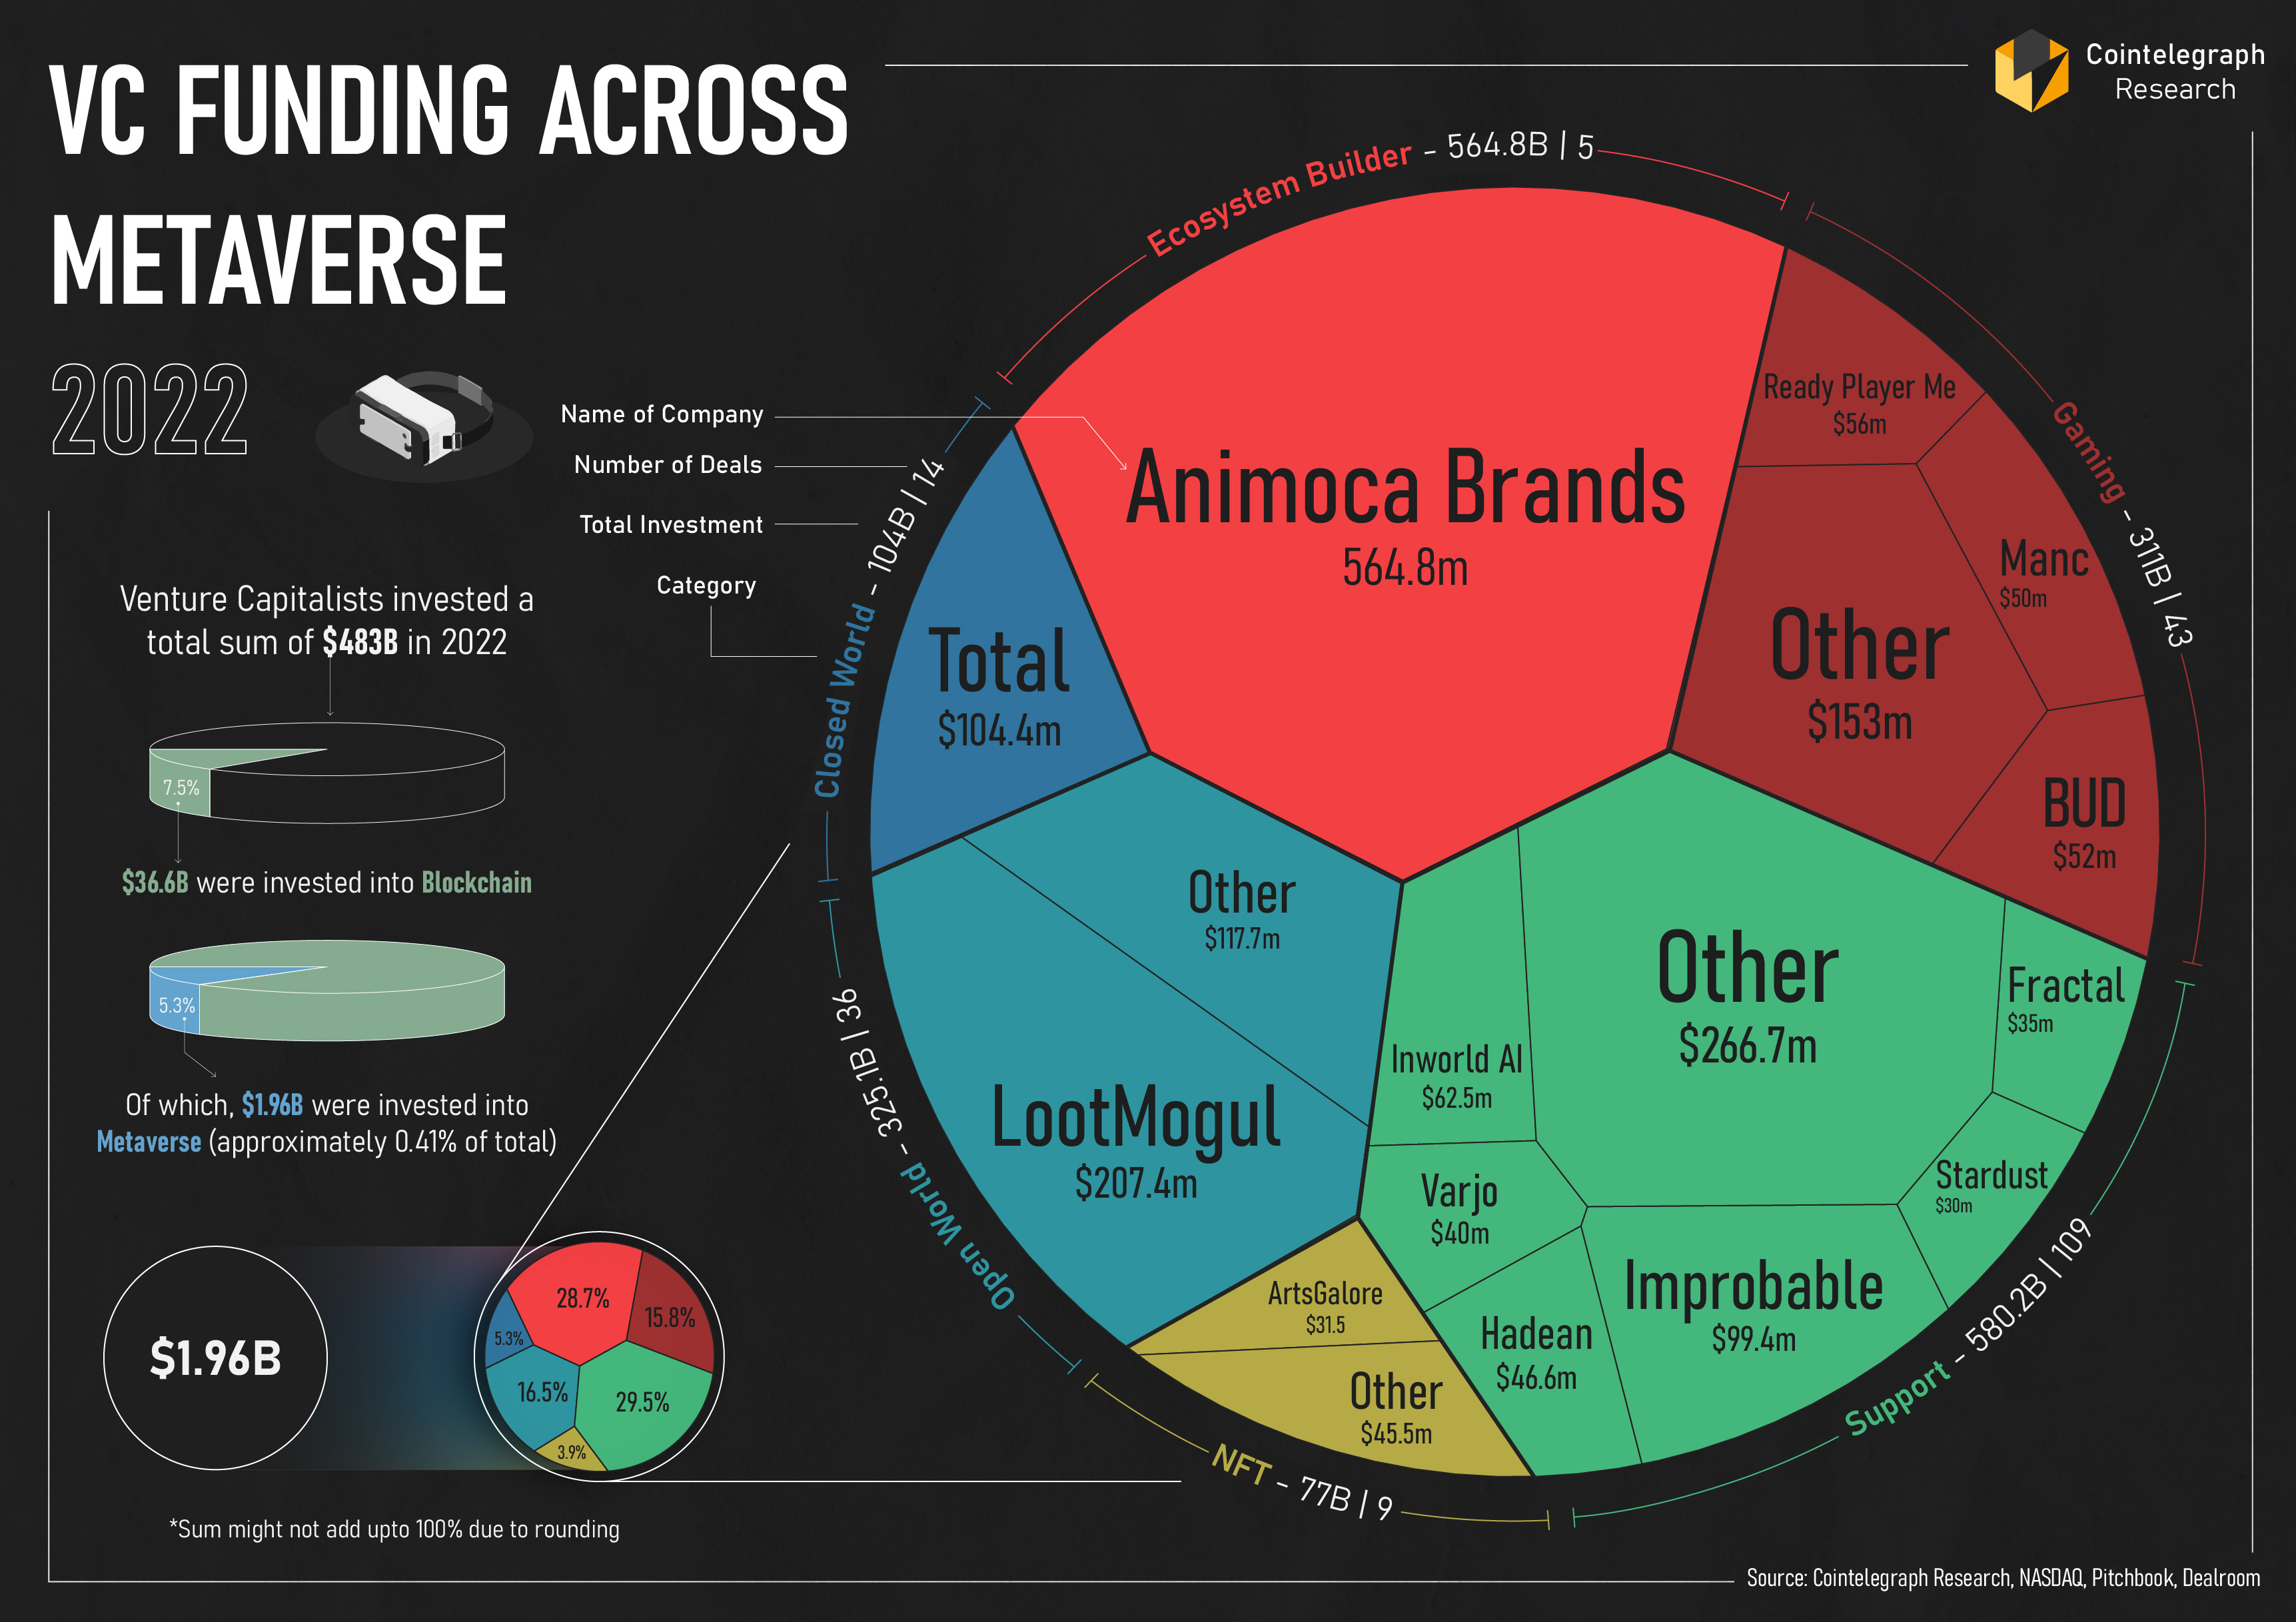 VC FUNDING ACROSS
METAVERSE
2022
Cointelegraph
Research
Name of Company
Number of Deals
Total Investment
Category
Venture Capitalists invested a
total sum of $483B in 2022
7.5%
$36.6B were invested into Blockchain
5.3%
Of which, $1.96B were invested into
Metaverse (approximately 0.41% of total)
$1.96B
28.7%
15.8%
5.3%
16.5%
29.5%
3.9%
*Sum might not add upto 100% due to rounding
Ecosystem Builder - 564.8B | 5
Animoca Brands
564.8m
Gaming - 311B | 43
Ready Player Me
$56m
Manc
$50m
Other
$153m
BUD
$52m
Closed World - 104B | 14
Total
$104.4m
Open World - 325.1B | 36
Other
$117.7m
LootMogul
$207.4m
Support - 580.2B | 109
Other
$266.7m
Fractal
$35m
Inworld AI
$62.5m
Stardust
$30m
Varjo
$40m
Improbable
$99.4m
Hadean
$46.6m
NFT - 77B | 9
ArtsGalore
$31.5
Other
$45.5m
Source: Cointelegraph Research, NASDAQ, Pitchbook, Dealroom